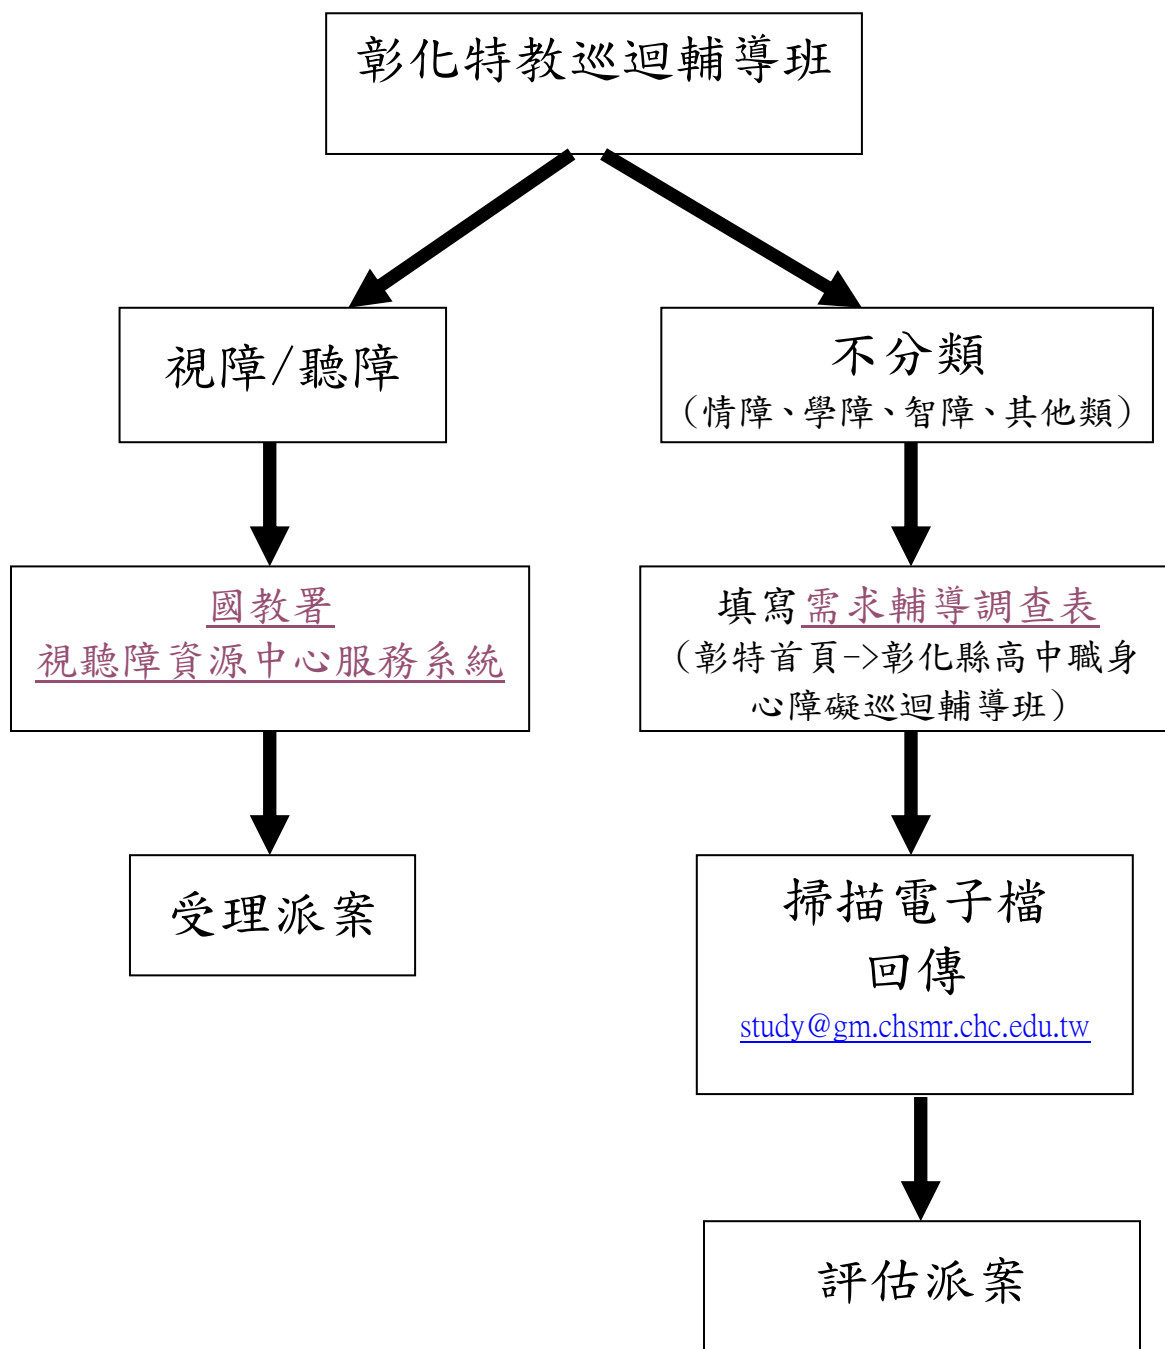 彰化特教巡迴輔導班
視障/聽障
不分類
（情障、學障、智障、其他類）
國教署
視聽障資源中心服務系統
填寫需求輔導調查表
（彰特首頁->彰化縣高中職身
心障礙巡迴輔導班）
受理派案
掃描電子檔
回傳
study@gm.chsmr.chc.edu.tw
評估派案